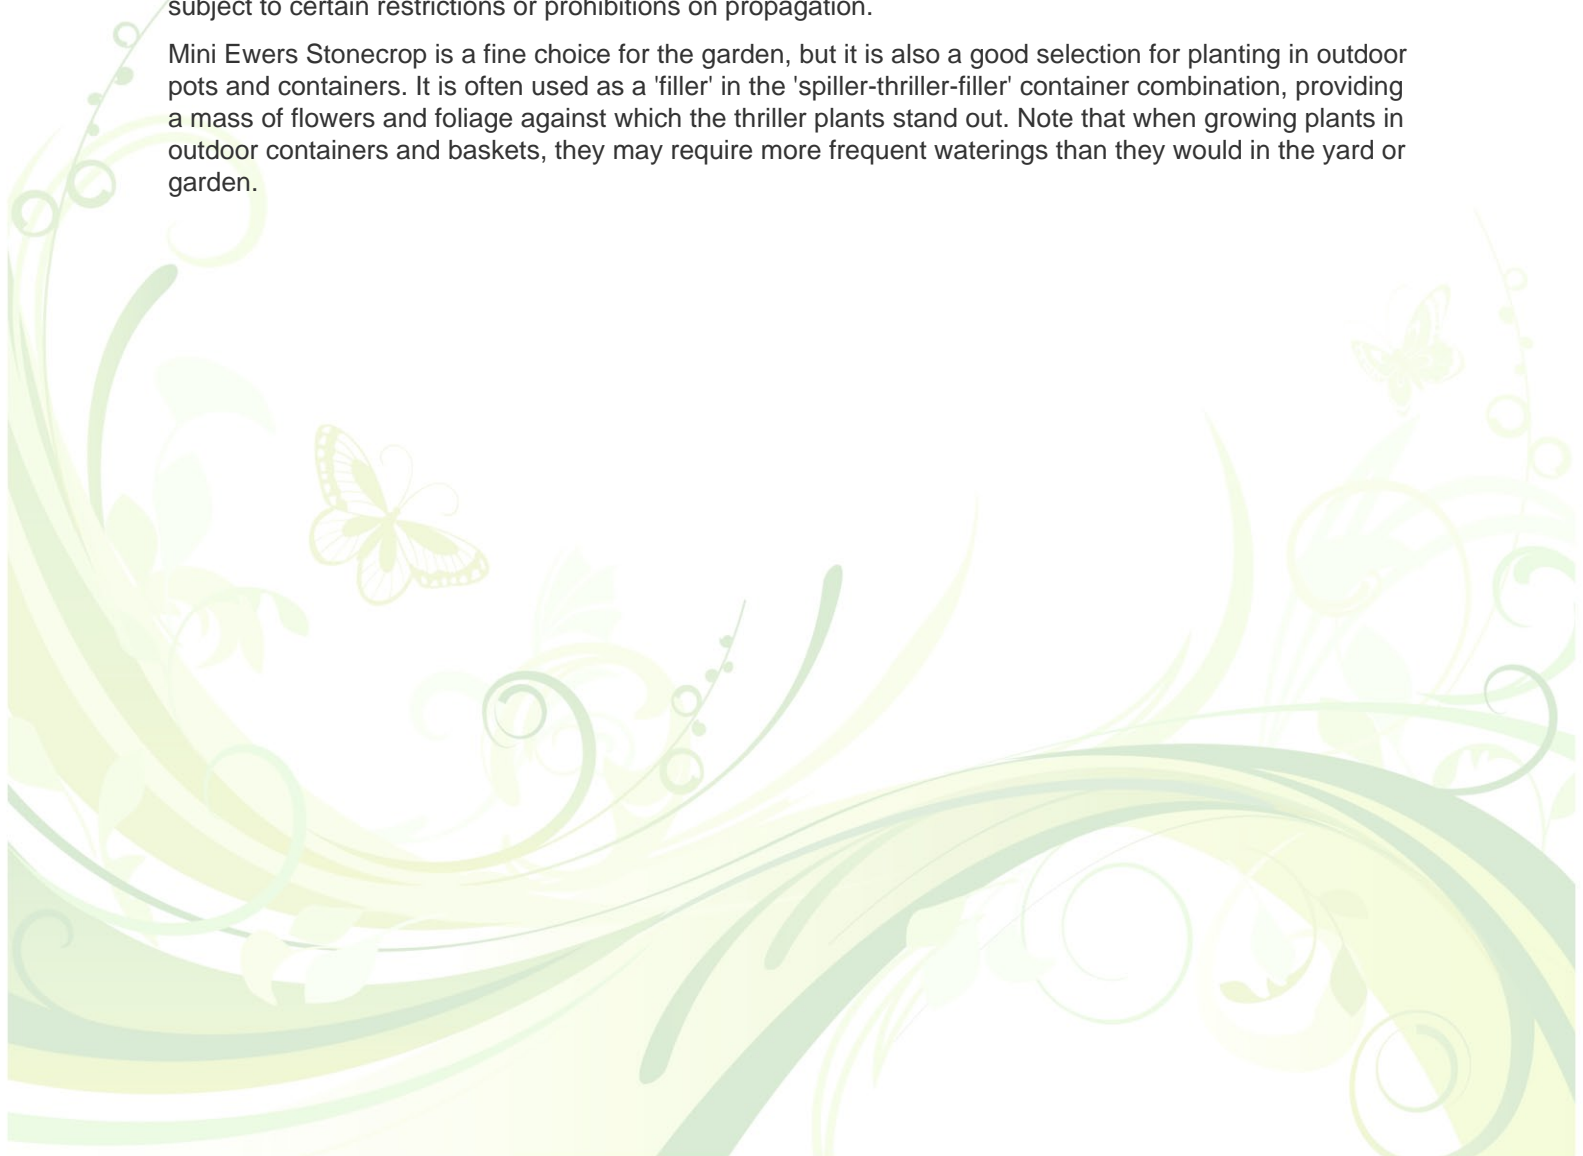 subject to certain restrictions or prohibitions on propagation.
Mini Ewers Stonecrop is a fine choice for the garden, but it is also a good selection for planting in outdoor
pots and containers. It is often used as a 'filler' in the 'spiller-thriller-filler' container combination, providing
a mass of flowers and foliage against which the thriller plants stand out. Note that when growing plants in
outdoor containers and baskets, they may require more frequent waterings than they would in the yard or
garden.